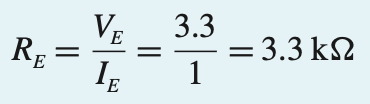 R_E = V_E / I_E = 3.3 / 1 = 3.3 kΩ